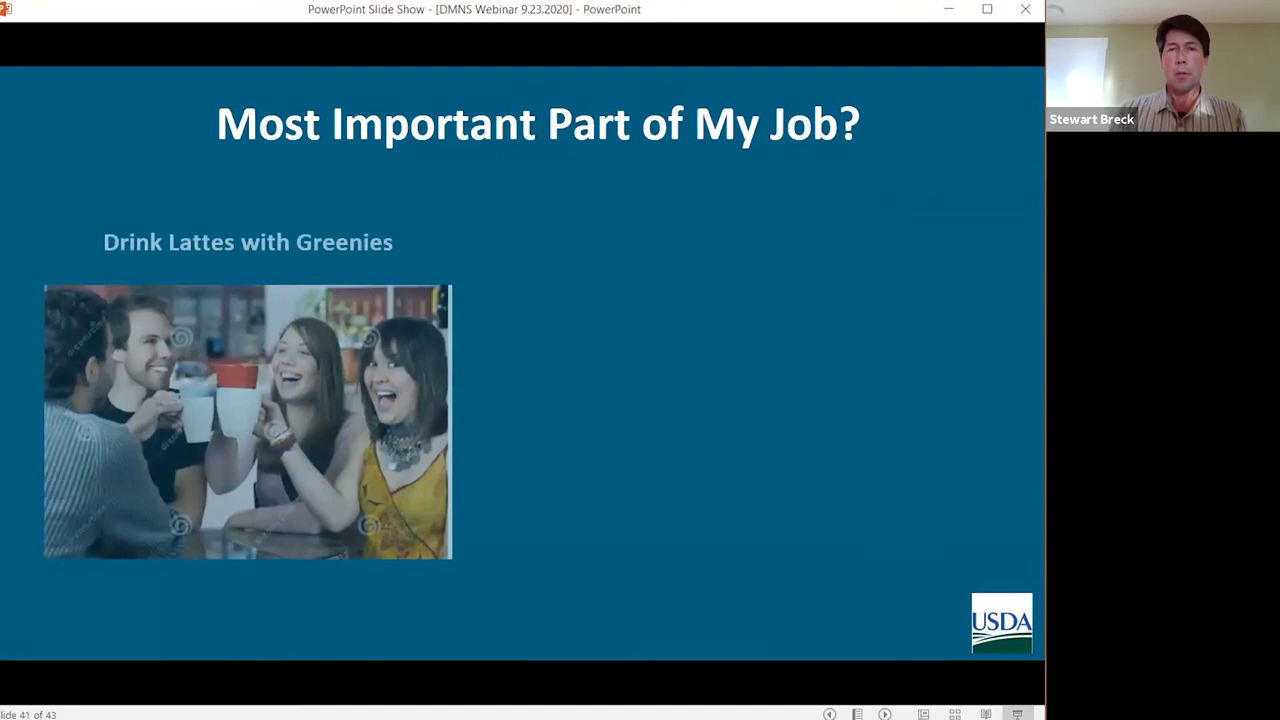 PowerPoint Slide Show - [DMNS Webinar 9.23.2020] - PowerPoint
Most Important Part of My Job?
Stewart Breck
Drink Lattes with Greenies
USDA
lide 41 of 43